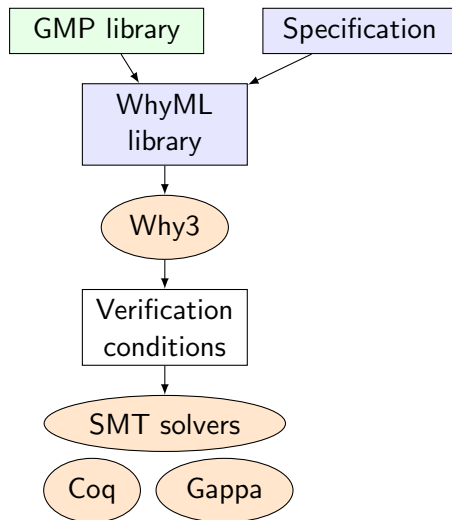 GMP library
Specification
WhyML
library
Why3
Verification
conditions
SMT solvers
Coq
Gappa